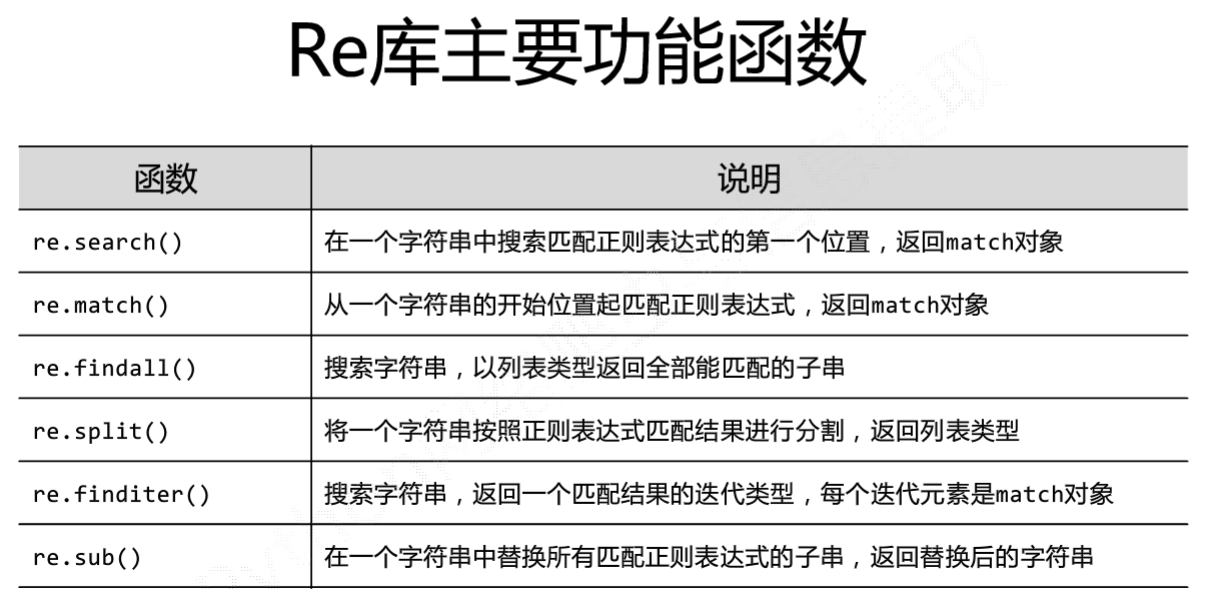 Re库主要功能函数
函数 说明
re.search() 在一个字符串中搜索匹配正则表达式的第一个位置，返回match对象
re.match() 从一个字符串的开始位置起匹配正则表达式，返回match对象
re.findall() 搜索字符串，以列表类型返回全部能匹配的子串
re.split() 将一个字符串按照正则表达式匹配结果进行分割，返回列表类型
re.finditer() 搜索字符串，返回一个匹配结果的迭代类型，每个迭代元素是match对象
re.sub() 在一个字符串中替换所有匹配正则表达式的子串，返回替换后的字符串